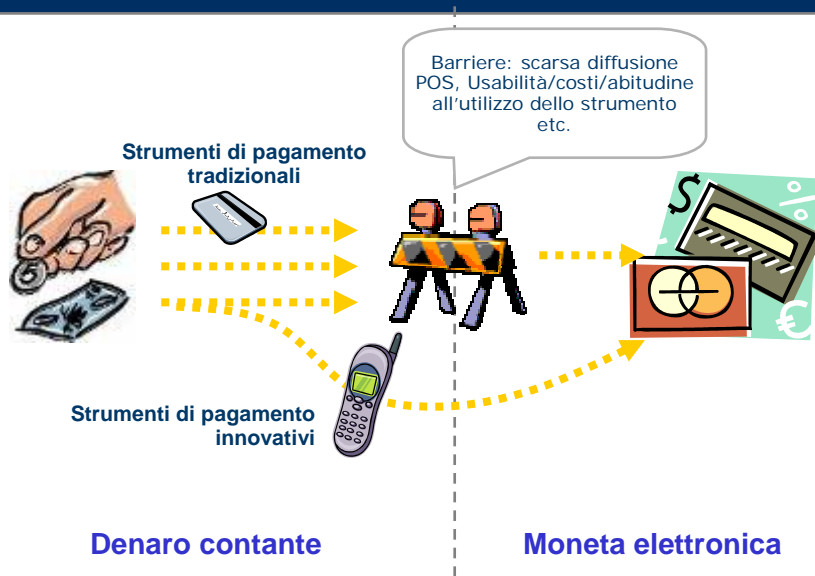 Barriere: scarsa diffusione
POS, Usabilità/costi/abitudine
all'utilizzo dello strumento
etc.
Strumenti di pagamento
tradizionali
$
%
€
Strumenti di pagamento
innovativi
Denaro contante
Moneta elettronica